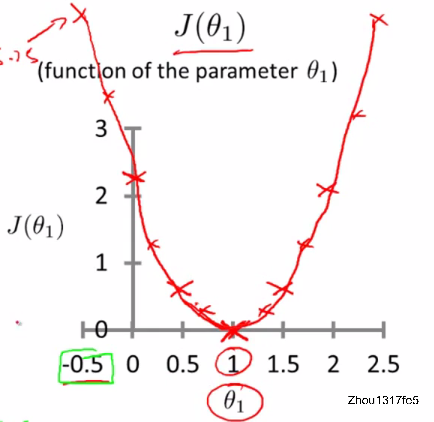 J(θ₁)
(function of the parameter θ₁)
3
2
J(θ₁)
1
0
-0.5 0 0.5 1 1.5 2 2.5
θ₁
Zhou1317fe5